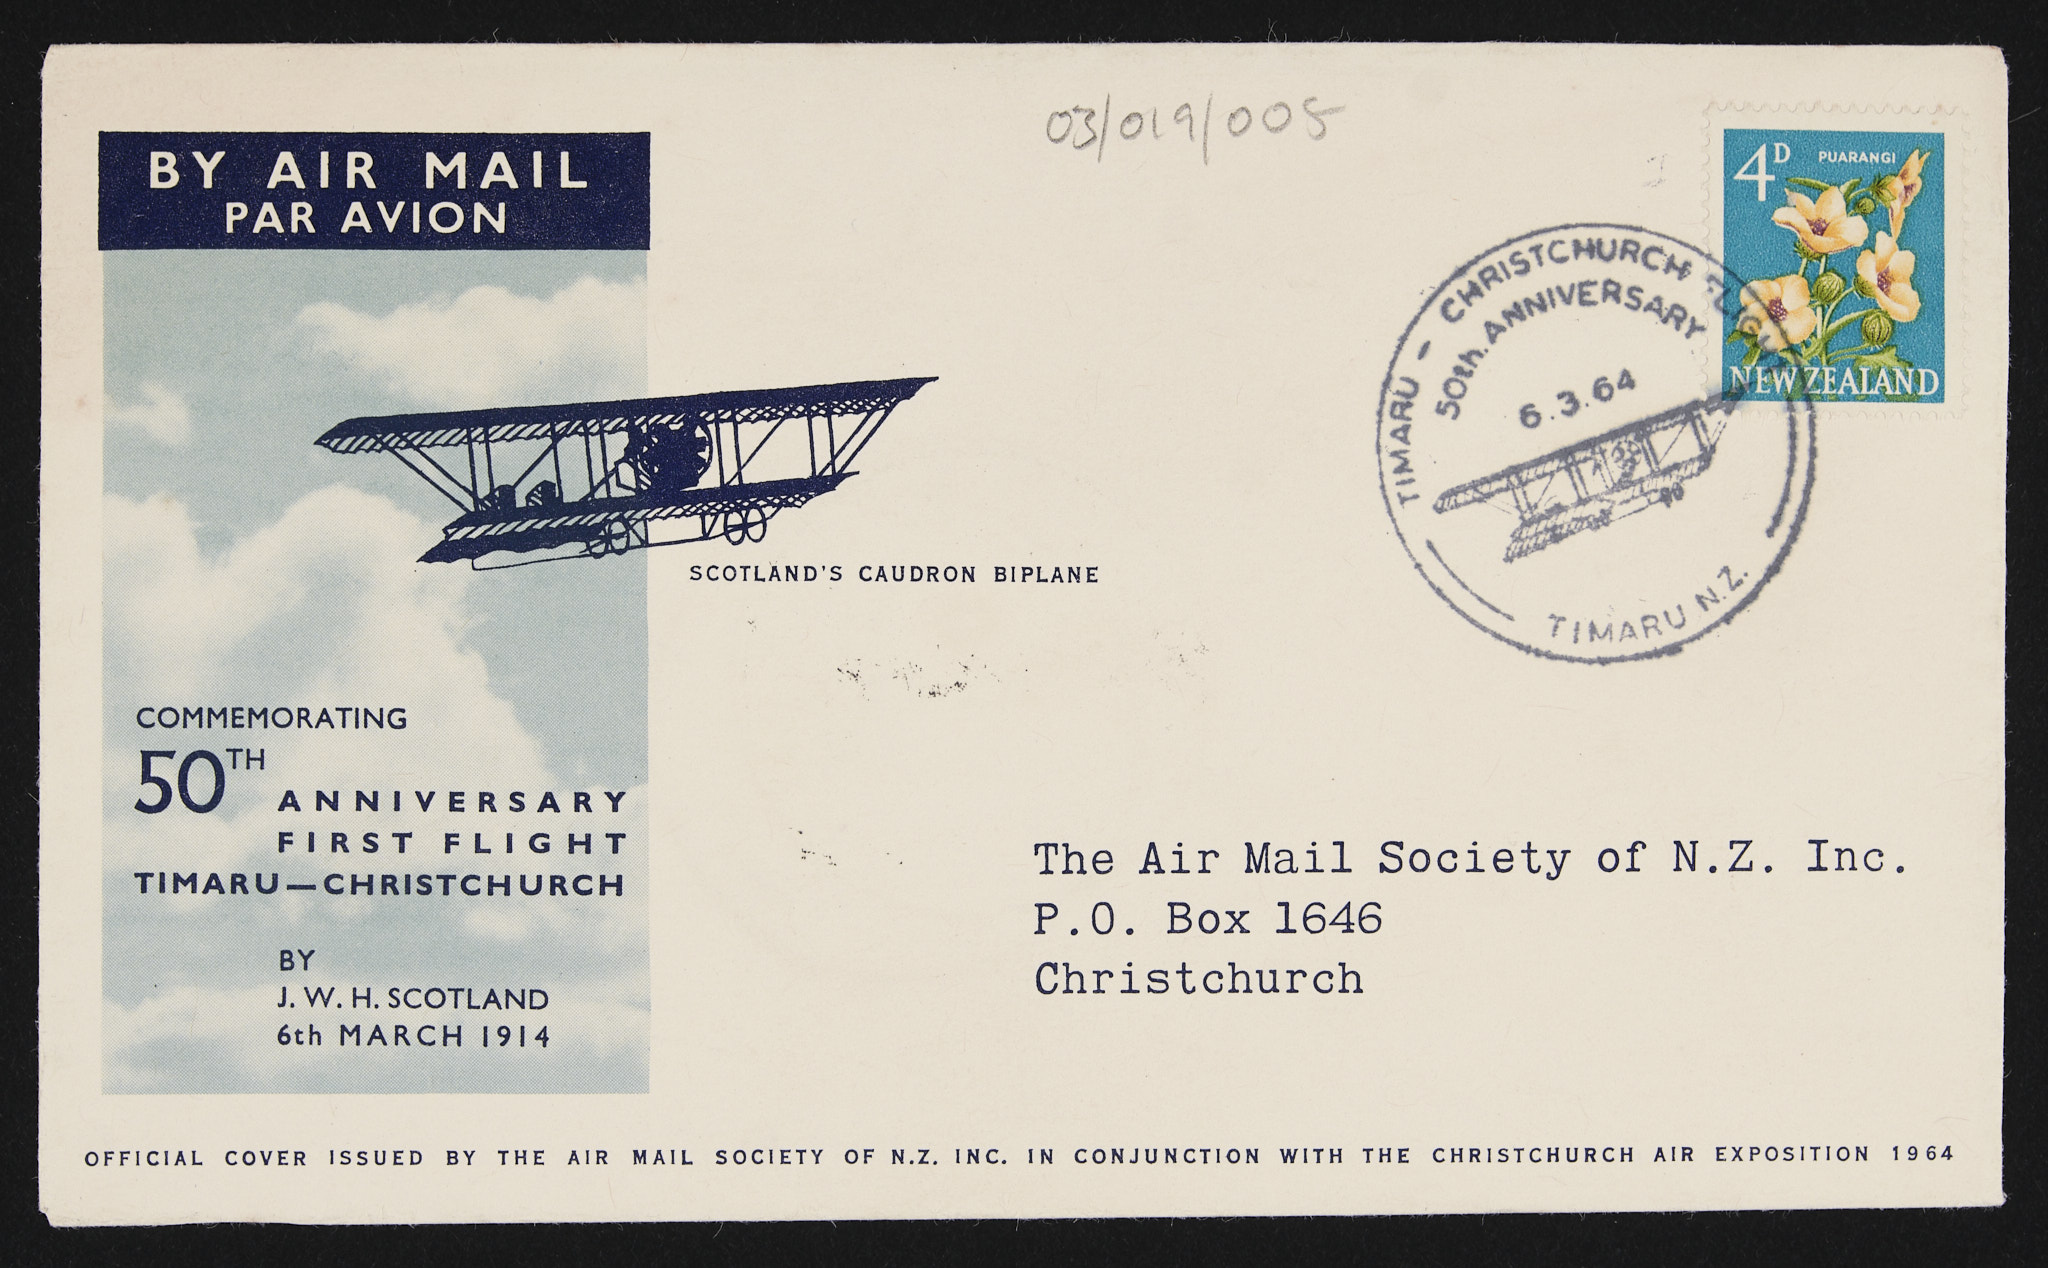 03/019/005
BY AIR MAIL
PAR AVION
4D PUARANGI
NEW ZEALAND
TIMARU - CHRISTCHURCH FLIGHT
50th. ANNIVERSARY
6.3.64
TIMARU N.Z.
SCOTLAND'S CAUDRON BIPLANE
COMMEMORATING
50TH ANNIVERSARY
FIRST FLIGHT
TIMARU—CHRISTCHURCH
BY
J. W. H. SCOTLAND
6th MARCH 1914
The Air Mail Society of N.Z. Inc.
P.O. Box 1646
Christchurch
OFFICIAL COVER ISSUED BY THE AIR MAIL SOCIETY OF N.Z. INC. IN CONJUNCTION WITH THE CHRISTCHURCH AIR EXPOSITION 1964